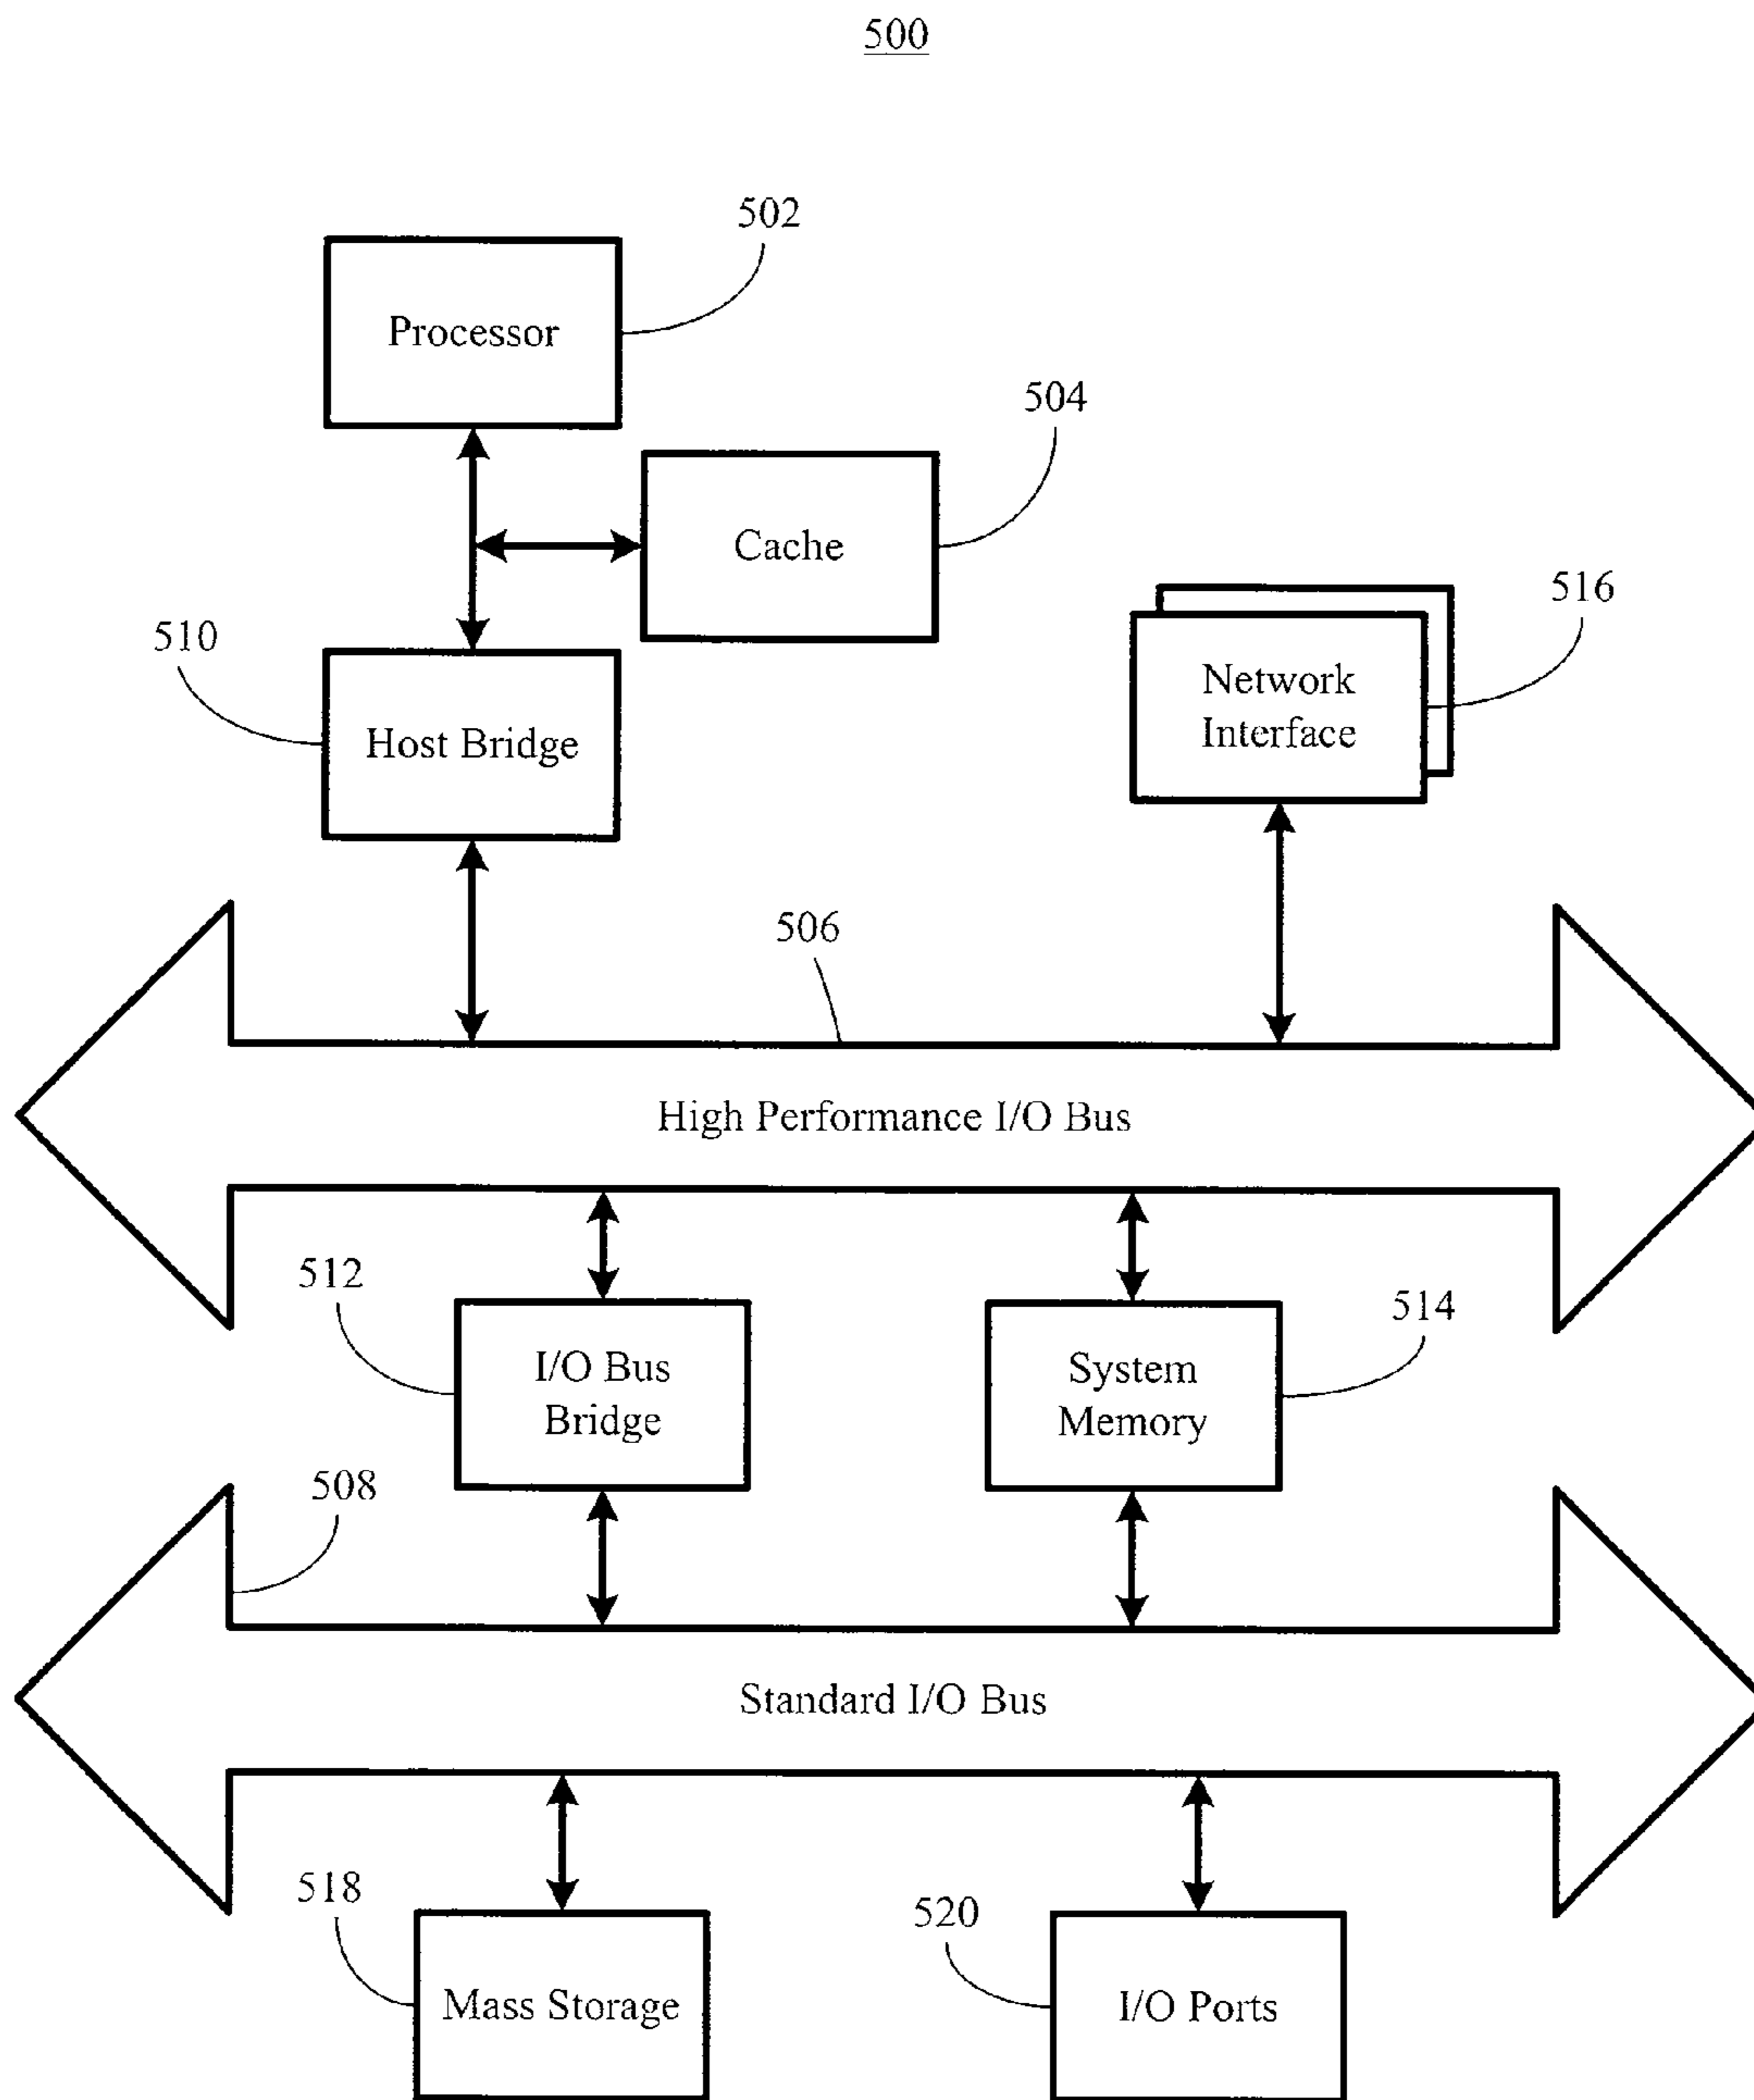 500
502
Processor
504
Cache
516
510
Network
Interface
Host Bridge
506
High Performance I/O Bus
512
514
I/O Bus
Bridge
System
Memory
508
Standard I/O Bus
518
520
Mass Storage
I/O Ports